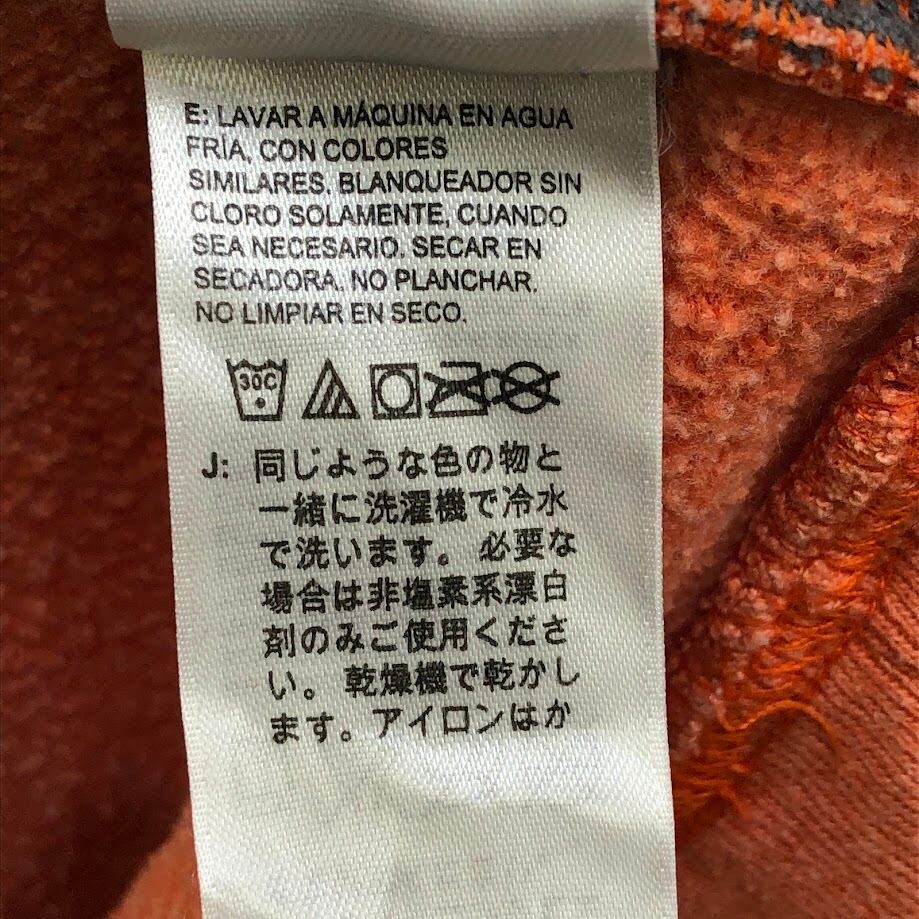 E: LAVAR A MÁQUINA EN AGUA
FRÍA, CON COLORES
SIMILARES. BLANQUEADOR SIN
CLORO SOLAMENTE, CUANDO
SEA NECESARIO. SECAR EN
SECADORA. NO PLANCHAR.
NO LIMPIAR EN SECO.
30C
J: 同じような色の物と
一緒に洗濯機で冷水
で洗います。必要な
場合は非塩素系漂白
剤のみご使用くださ
い。乾燥機で乾かし
ます。アイロンはか